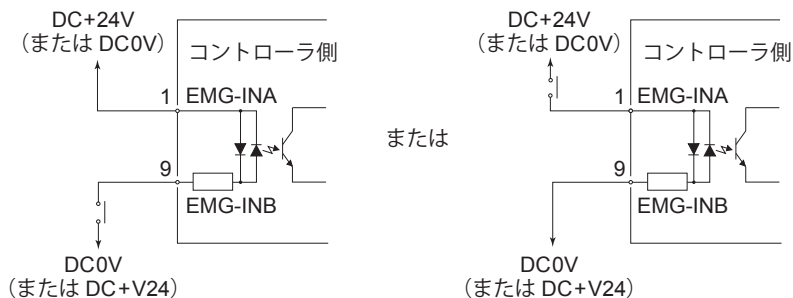 DC+24V
（または DC0V）
コントローラ側
1
EMG-INA
9
EMG-INB
DC0V
（または DC+V24）
または
DC+24V
（または DC0V）
コントローラ側
1
EMG-INA
9
EMG-INB
DC0V
（または DC+V24）